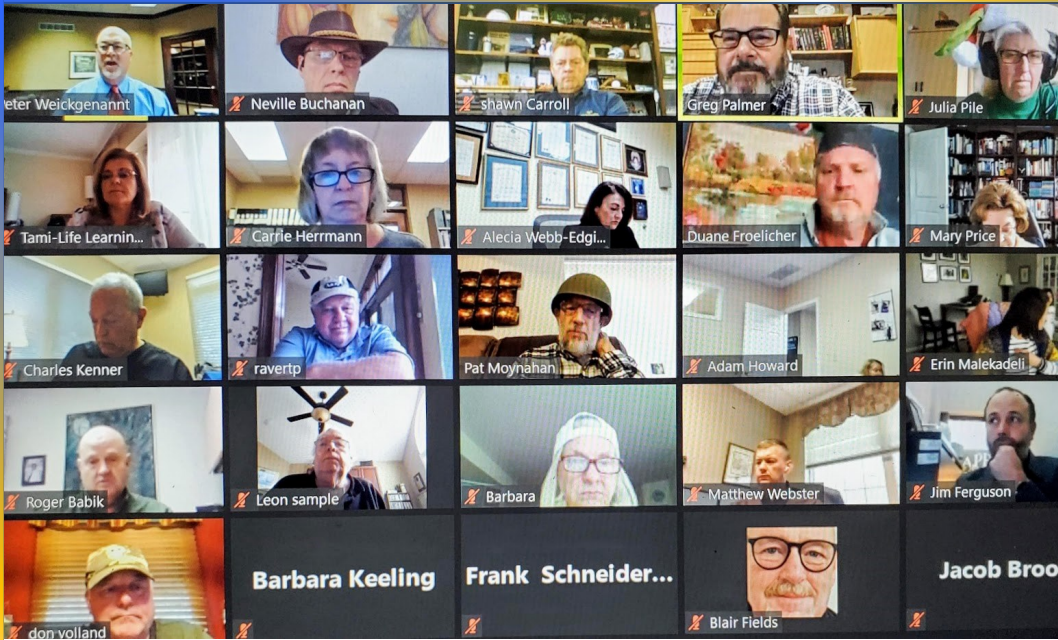 eter Weickgenannt
Neville Buchanan
shawn Carroll
Greg Palmer
Julia Pile
Tami-Life Learnin...
Carrie Herrmann
Alecia Webb-Edgi...
Duane Froelicher
Mary Price
Charles Kenner
ravertp
Pat Moynahan
Adam Howard
Erin Malekadeli
Roger Babik
Leon sample
Barbara
Matthew Webster
APP
Jim Ferguson
don volland
Barbara Keeling
Frank Schneider...
Blair Fields
Jacob Broo